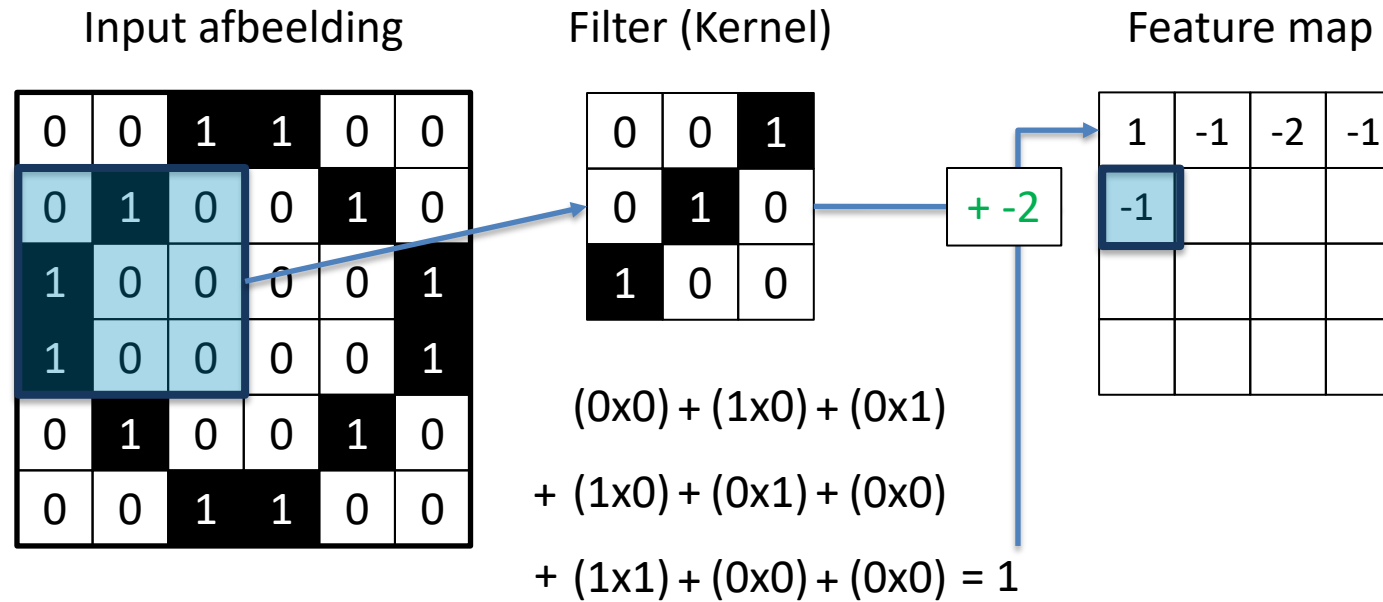 Input afbeelding Filter (Kernel) Feature map
0 0 1 1 0 0
0 1 0 0 1 0
1 0 0 0 0 1
1 0 0 0 0 1
0 1 0 0 1 0
0 0 1 1 0 0
0 0 1
0 1 0
1 0 0
+ -2
1 -1 -2 -1
-1
(0x0) + (1x0) + (0x1)
+ (1x0) + (0x1) + (0x0)
+ (1x1) + (0x0) + (0x0) = 1